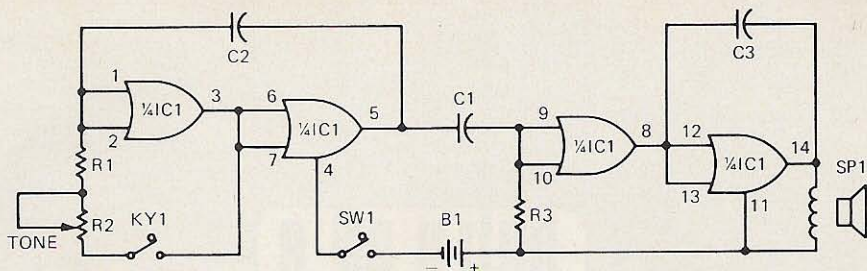 C2
C3
1
2
¼IC1
3
6
7
¼IC1
5
4
C1
9
10
¼IC1
8
12
13
¼IC1
14
11
SP1
R1
R2
TONE
KY1
SW1
B1
− +
R3